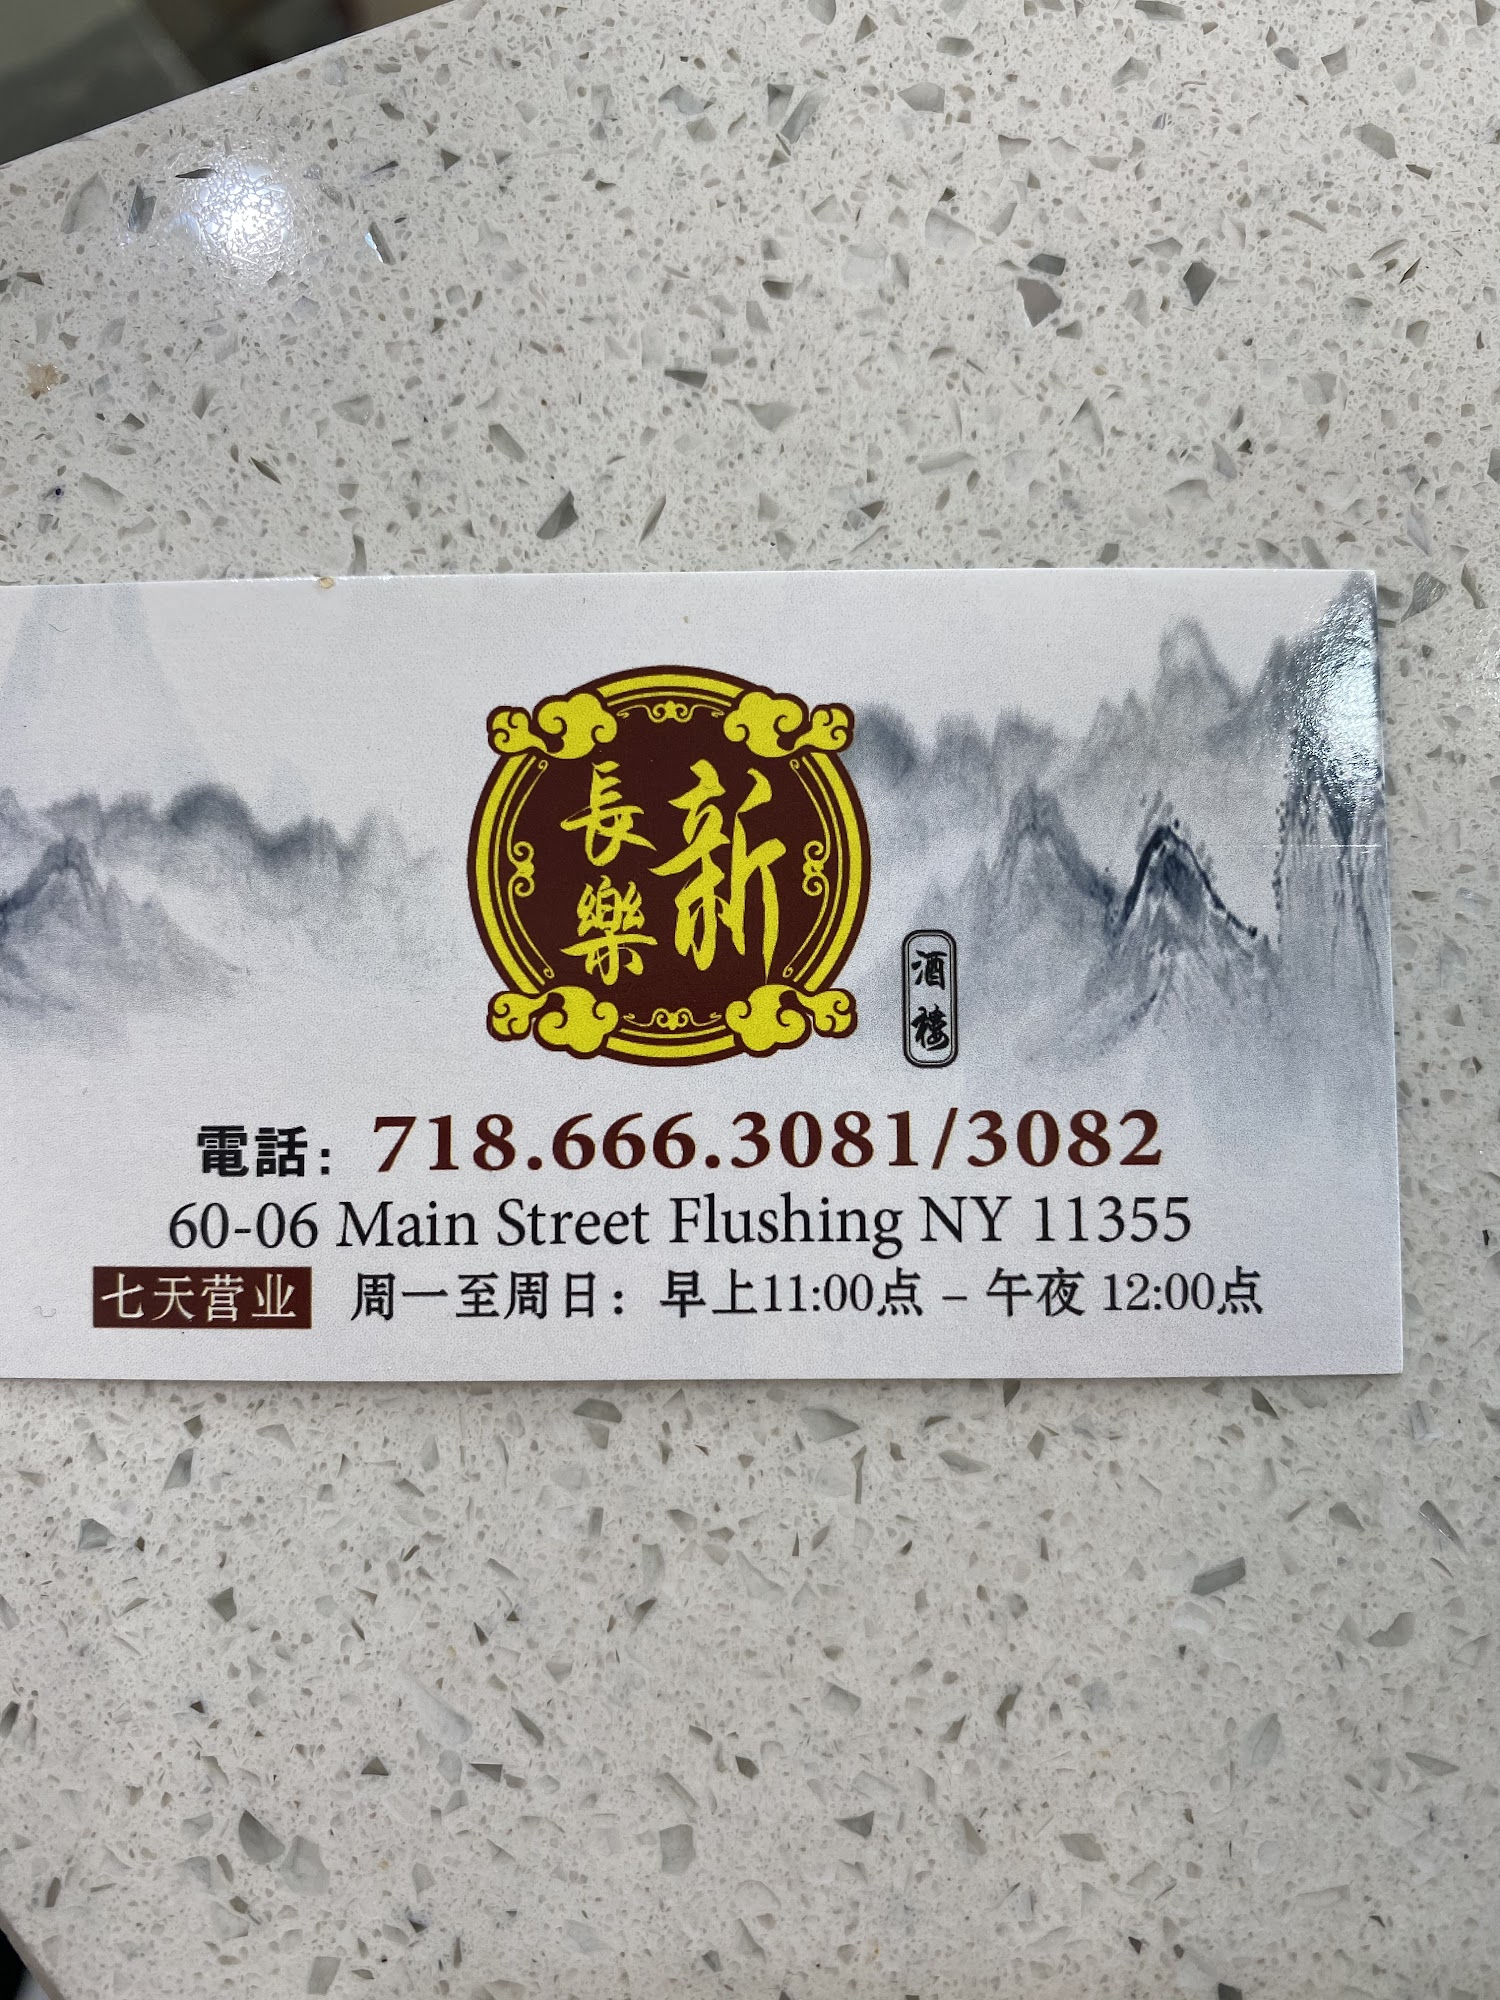 新
長樂
酒楼
電話: 718.666.3081/3082
60-06 Main Street Flushing NY 11355
七天营业 周一至周日: 早上11:00点 - 午夜 12:00点